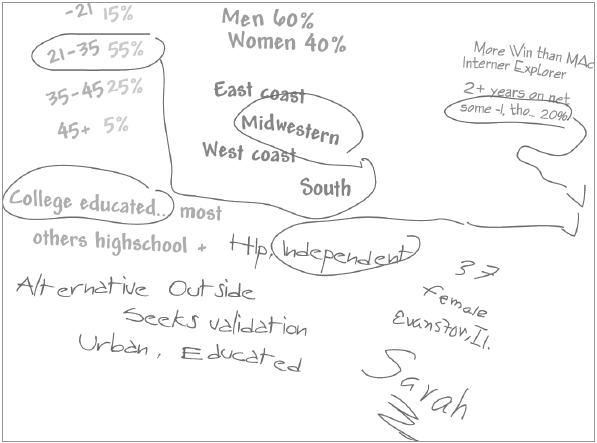 -21 15%
21-35 55%
35-45 25%
45+ 5%
Men 60%
Women 40%
East coast
Midwestern
West coast
South
More Win than MAc
Interner Explorer
2+ years on net
some -1, tho.. 20%
College educated... most
others highschool +
Hip, Independent
Alternative Outside
Seeks validation
Urban, Educated
37
Female
Evanston, Il.
Sarah